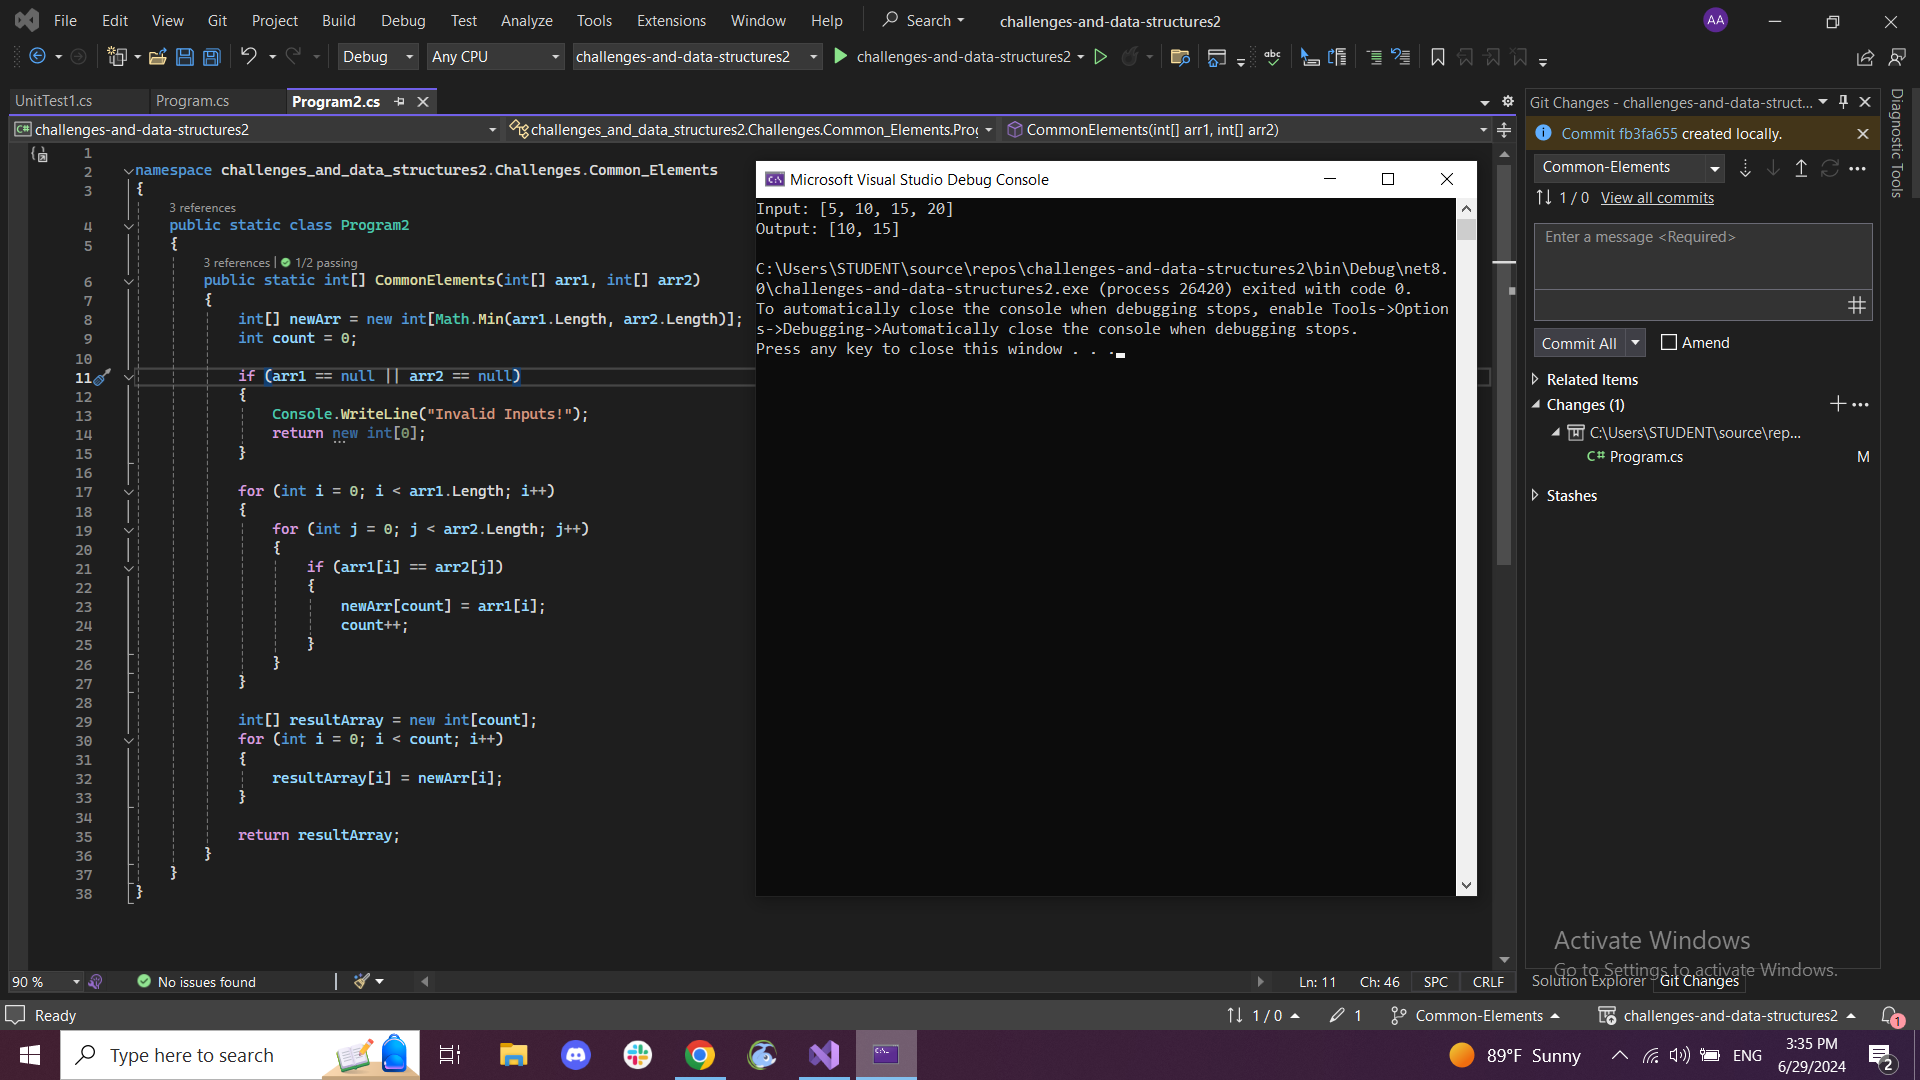 File Edit View Git Project Build Debug Test Analyze Tools Extensions Window Help Search challenges-and-data-structures2 AA
Debug Any CPU challenges-and-data-structures2 challenges-and-data-structures2
UnitTest1.cs Program.cs Program2.cs
challenges-and-data-structures2 challenges_and_data_structures2.Challenges.Common_Elements.Prog CommonElements(int[] arr1, int[] arr2)
1
2 namespace challenges_and_data_structures2.Challenges.Common_Elements
3 {
3 references
4 public static class Program2
5 {
3 references | 1/2 passing
6 public static int[] CommonElements(int[] arr1, int[] arr2)
7 {
8 int[] newArr = new int[Math.Min(arr1.Length, arr2.Length)];
9 int count = 0;
10
11 if (arr1 == null || arr2 == null)
12 {
13 Console.WriteLine("Invalid Inputs!");
14 return new int[0];
15 }
16
17 for (int i = 0; i < arr1.Length; i++)
18 {
19 for (int j = 0; j < arr2.Length; j++)
20 {
21 if (arr1[i] == arr2[j])
22 {
23 newArr[count] = arr1[i];
24 count++;
25 }
26 }
27 }
28
29 int[] resultArray = new int[count];
30 for (int i = 0; i < count; i++)
31 {
32 resultArray[i] = newArr[i];
33 }
34
35 return resultArray;
36 }
37 }
38 }
Microsoft Visual Studio Debug Console
Input: [5, 10, 15, 20]
Output: [10, 15]
C:\Users\STUDENT\source\repos\challenges-and-data-structures2\bin\Debug\net8.
0\challenges-and-data-structures2.exe (process 26420) exited with code 0.
To automatically close the console when debugging stops, enable Tools->Option
s->Debugging->Automatically close the console when debugging stops.
Press any key to close this window . . .
Git Changes - challenges-and-data-struct...
Commit fb3fa655 created locally.
Common-Elements
1 / 0 View all commits
Enter a message <Required>
Commit All Amend
Related Items
Changes (1)
C:\Users\STUDENT\source\rep...
C# Program.cs M
Stashes
Diagnostic Tools
Activate Windows
Go to Settings to activate Windows.
Solution Explorer Git Changes
90 % No issues found Ln: 11 Ch: 46 SPC CRLF
Ready 1 / 0 1 Common-Elements challenges-and-data-structures2 1
Type here to search 89°F Sunny ENG 3:35 PM
6/29/2024 2